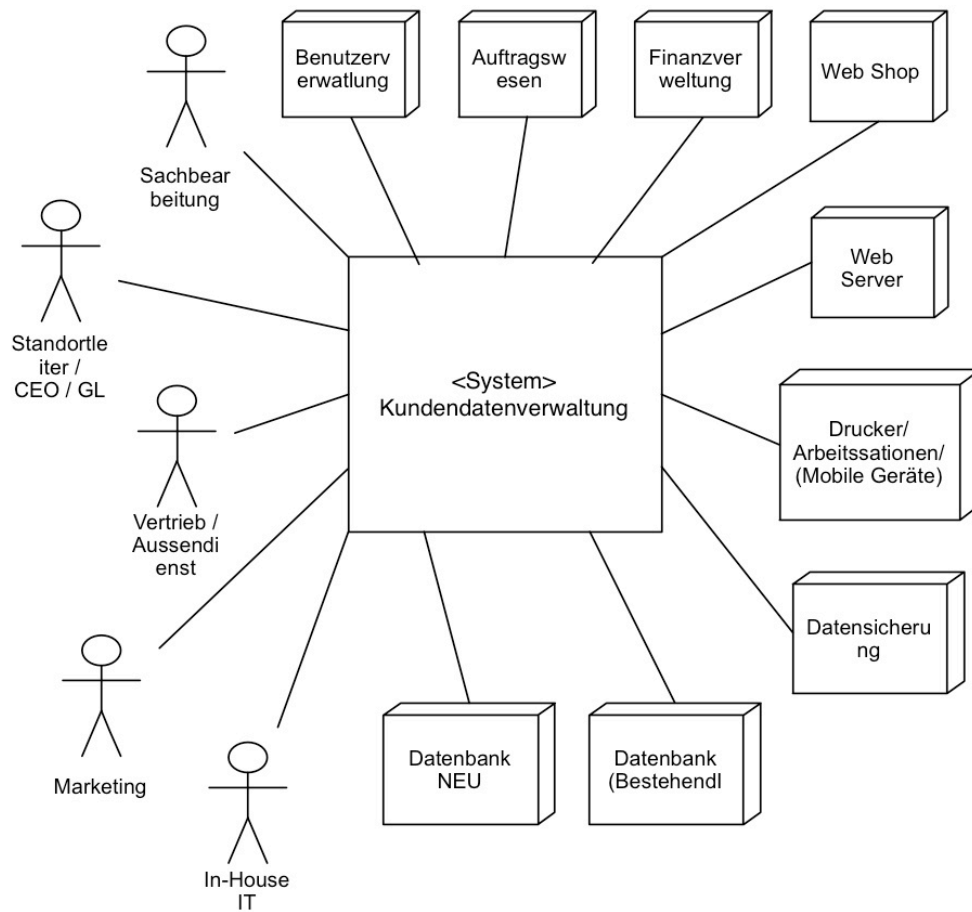 Benutzerv
erwatlung
Auftragsw
esen
Finanzver
weltung
Web Shop
Sachbear
beitung
Web
Server
Standortle
iter /
CEO / GL
<System>
Kundendatenverwaltung
Drucker/
Arbeitssationen/
(Mobile Geräte)
Vertrieb /
Aussendi
enst
Datensicheru
ng
Marketing
Datenbank
NEU
Datenbank
(Bestehendl
In-House
IT